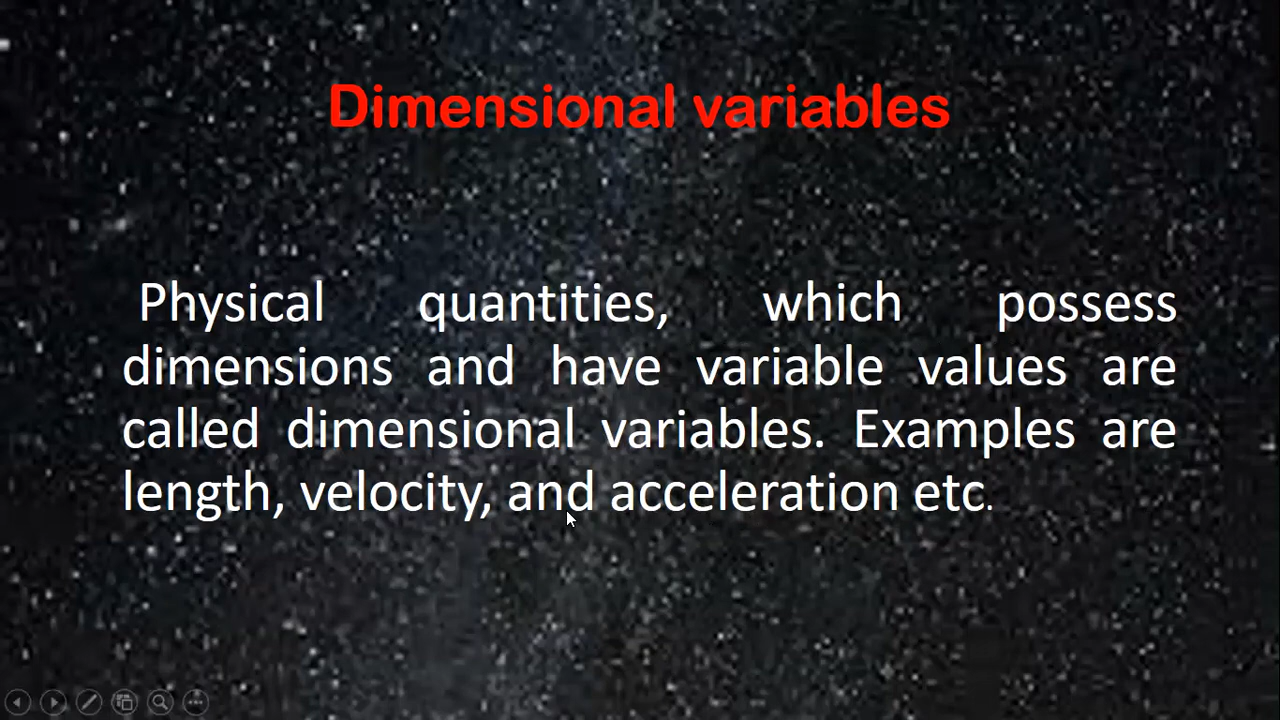 Dimensional variables
Physical quantities, which possess
dimensions and have variable values are
called dimensional variables. Examples are
length, velocity, and acceleration etc.